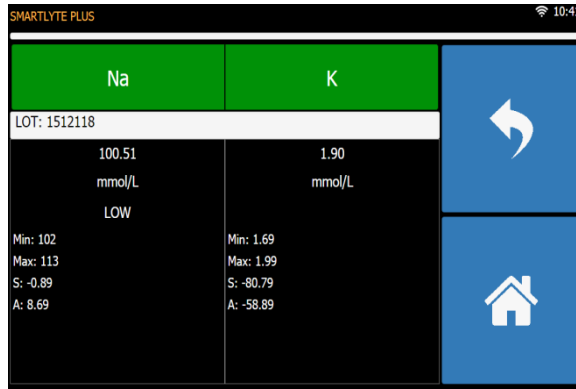 SMARTLYTE PLUS
Na K
LOT: 1512118
100.51 1.90
mmol/L mmol/L
LOW
Min: 102 Min: 1.69
Max: 113 Max: 1.99
S: -0.89 S: -80.79
A: 8.69 A: -58.89